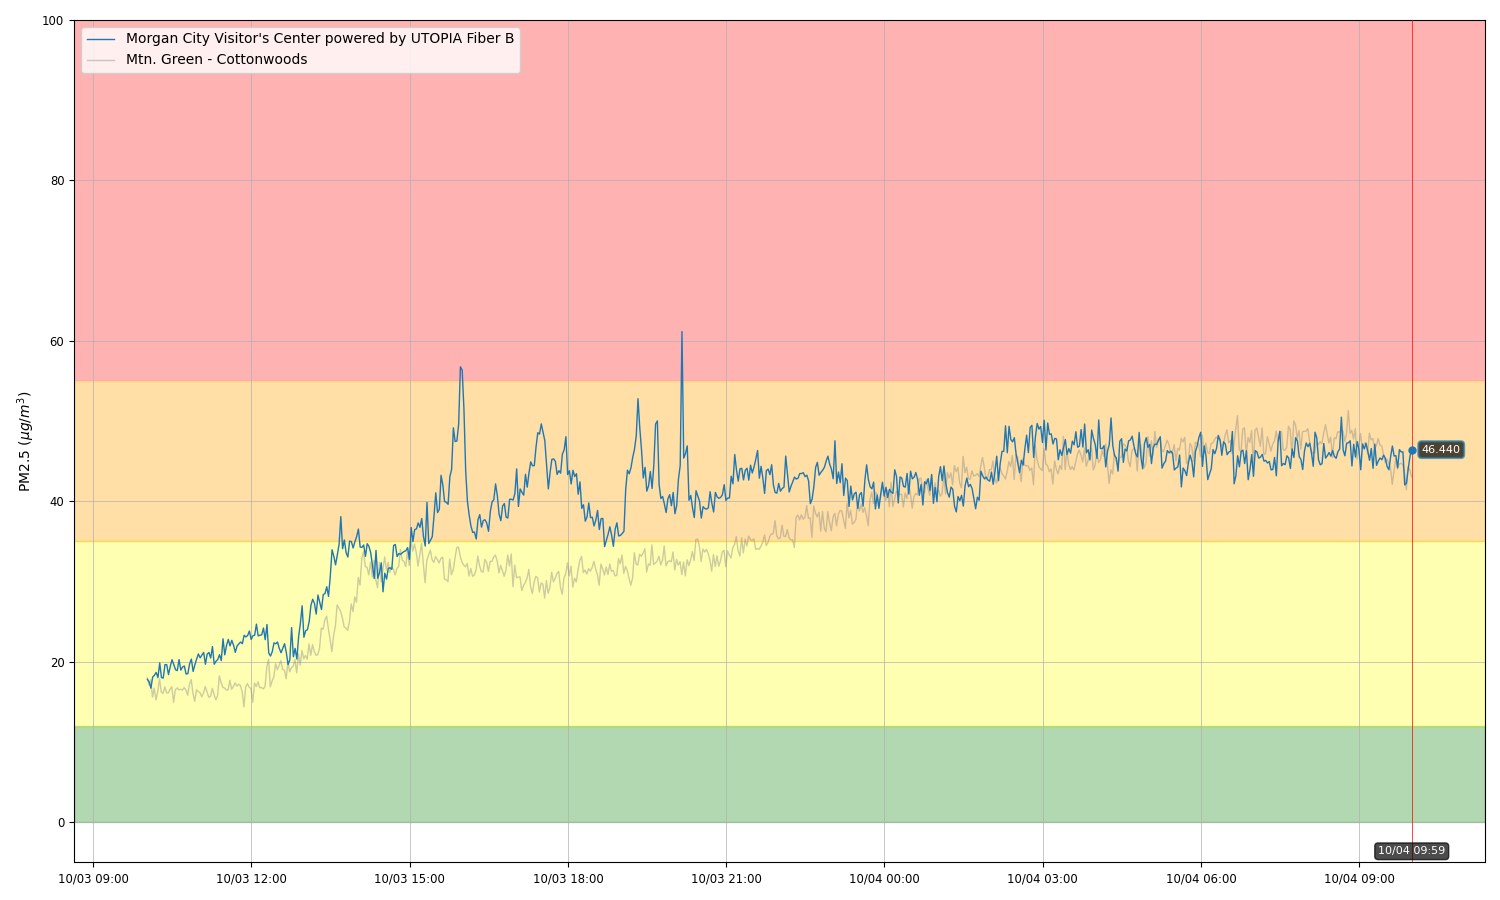 100
Morgan City Visitor's Center powered by UTOPIA Fiber B
Mtn. Green - Cottonwoods
80
60
PM2.5 (μg/m³)
46.440
40
20
0
10/04 09:59
10/03 09:00 10/03 12:00 10/03 15:00 10/03 18:00 10/03 21:00 10/04 00:00 10/04 03:00 10/04 06:00 10/04 09:00